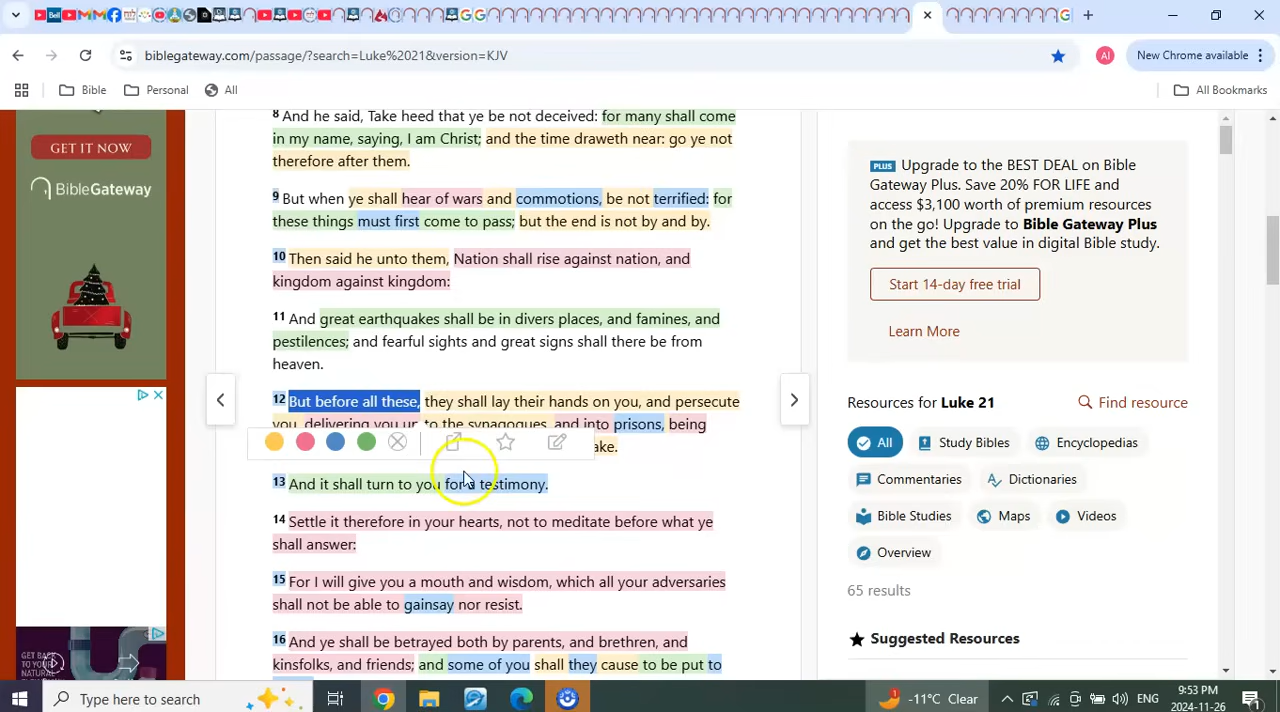 biblegateway.com/passage/?search=Luke%2021&version=KJV
AI
New Chrome available
Bible
Personal
All
All Bookmarks
GET IT NOW
BIBLEGATEWAY
8 And he said, Take heed that ye be not deceived: for many shall come
in my name, saying, I am Christ; and the time draweth near: go ye not
therefore after them.
9 But when ye shall hear of wars and commotions, be not terrified: for
these things must first come to pass; but the end is not by and by.
10 Then said he unto them, Nation shall rise against nation, and
kingdom against kingdom:
11 And great earthquakes shall be in divers places, and famines, and
pestilences; and fearful sights and great signs shall there be from
heaven.
12 But before all these, they shall lay their hands on you, and persecute
you, delivering you up to the synagogues, and into prisons, being
ake.
13 And it shall turn to you for a testimony.
14 Settle it therefore in your hearts, not to meditate before what ye
shall answer:
15 For I will give you a mouth and wisdom, which all your adversaries
shall not be able to gainsay nor resist.
16 And ye shall be betrayed both by parents, and brethren, and
kinsfolks, and friends; and some of you shall they cause to be put to
PLUS Upgrade to the BEST DEAL on Bible
Gateway Plus. Save 20% FOR LIFE and
access $3,100 worth of premium resources
on the go! Upgrade to Bible Gateway Plus
and get the best value in digital Bible study.
Start 14-day free trial
Learn More
Resources for Luke 21
Find resource
All
Study Bibles
Encyclopedias
Commentaries
Dictionaries
Bible Studies
Maps
Videos
Overview
65 results
Suggested Resources
Type here to search
-11°C Clear
ENG
9:53 PM
2024-11-26
1